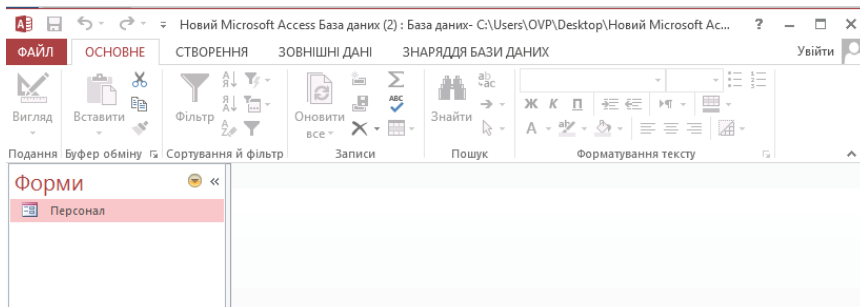 Новий Microsoft Access База даних (2) : База даних- C:\Users\OVP\Desktop\Новий Microsoft Ac...
ФАЙЛ ОСНОВНЕ СТВОРЕННЯ ЗОВНІШНІ ДАНІ ЗНАРЯДДЯ БАЗИ ДАНИХ Увійти
Вигляд Вставити Фільтр Оновити все Знайти Ж К П
Подання Буфер обміну Сортування й фільтр Записи Пошук Форматування тексту
Форми
Персонал